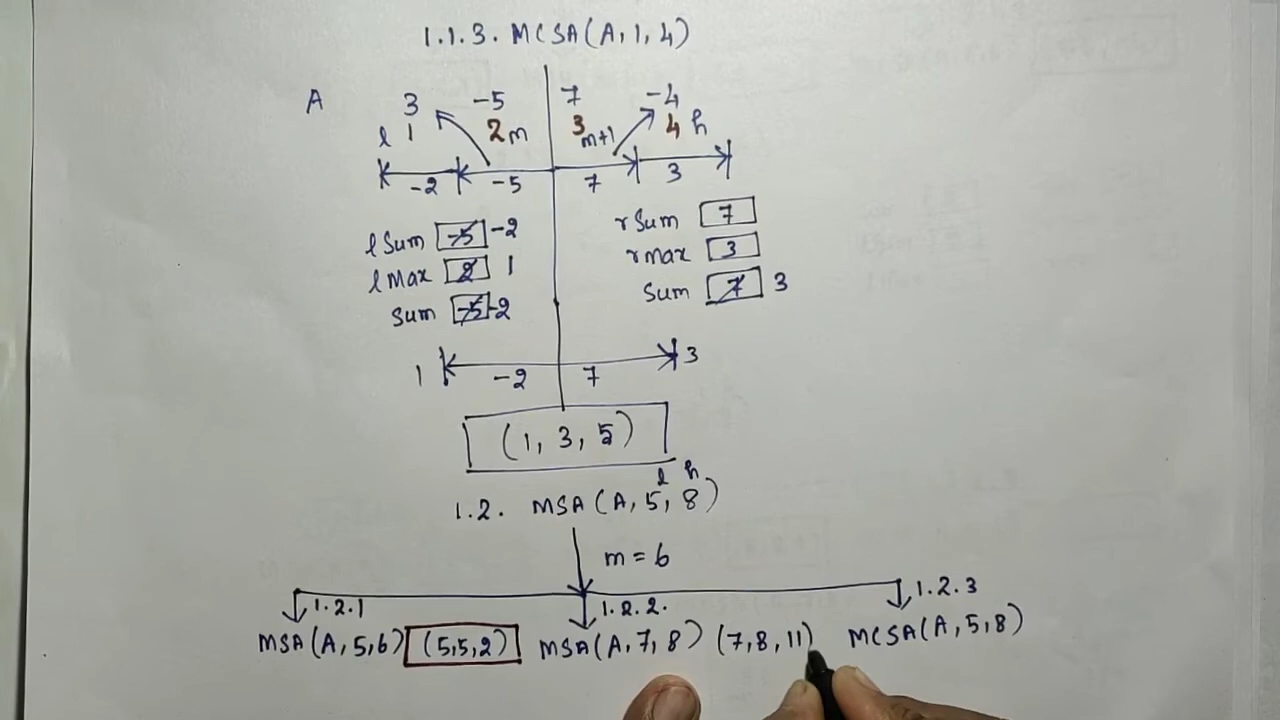 1.1.3. MCSA(A,1,4)
A 3 -5 7 -4
l 1 2 m 3 m+1 4 h
-2 -5 7 3
lSum -5 -2
lMax 2 1
Sum -5 -2
rSum 7
rmax 3
Sum 7 3
1 -2 7 3
(1, 3, 5)
l h
1.2. MSA(A, 5, 8)
m = 6
1.2.1 1.2.2. 1.2.3
MSA(A, 5, 6) (5,5,2) MSA(A, 7, 8) (7,8,11) MCSA(A, 5, 8)